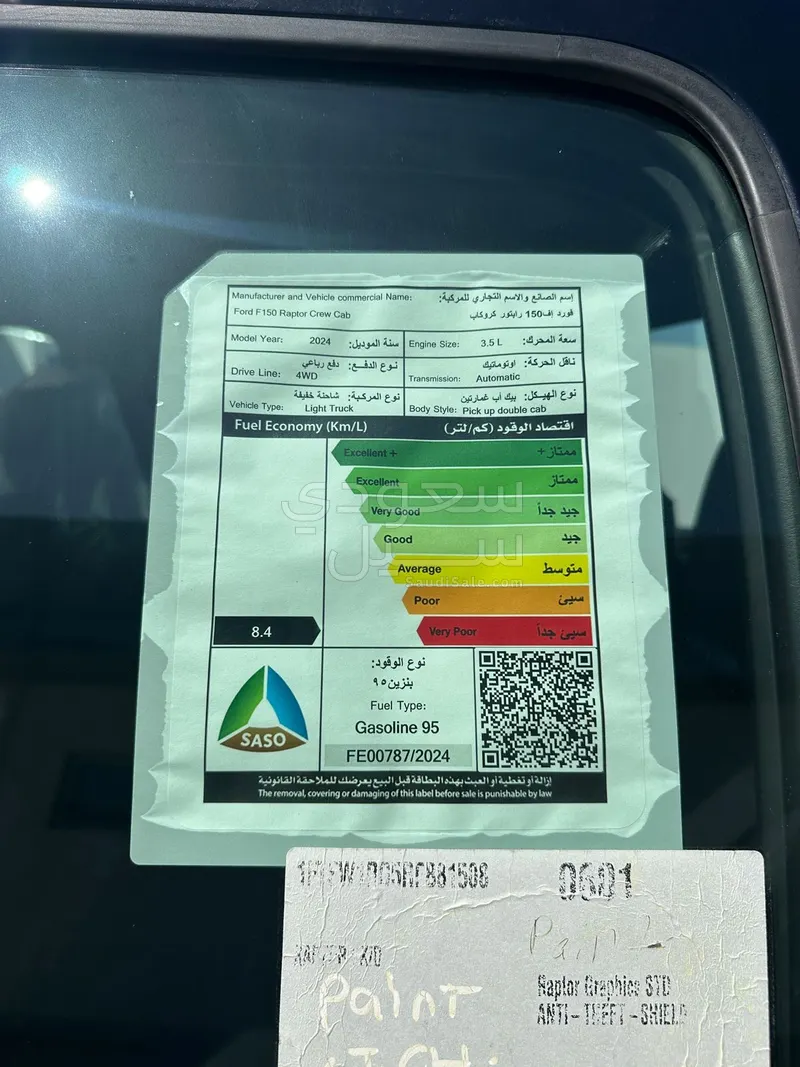 Manufacturer and Vehicle commercial Name: إسم الصانع والاسم التجاري للمركبة:
Ford F150 Raptor Crew Cab فورد إف150 رابتور كروكاب
Model Year: 2024 سنة الموديل:
Engine Size: 3.5 L سعة المحرك:
Drive Line: دفع رباعي نوع الدفع:
4WD
ناقل الحركة: اوتوماتيك
Transmission: Automatic
نوع المركبة: شاحنة خفيفة
Vehicle Type: Light Truck
نوع الهيكل: بيك أب غمارتين
Body Style: Pick up double cab
Fuel Economy (Km/L) اقتصاد الوقود (كم/لتر)
Excellent + ممتاز +
Excellent ممتاز
Very Good جيد جداً
Good جيد
Average متوسط
Poor سيئ
Very Poor سيئ جداً
8.4
سعودي سيل
SaudiSale.com
SASO
نوع الوقود:
بنزين ٩٥
Fuel Type:
Gasoline 95
FE00787/2024
إزالة أو تغطية أو العبث بهذه البطاقة قبل البيع يعرضك للملاحقة القانونية
The removal, covering or damaging of this label before sale is punishable by law
0601
Paint
Raptor Graphics STD
ANTI-THEFT-SHIELD
Paint